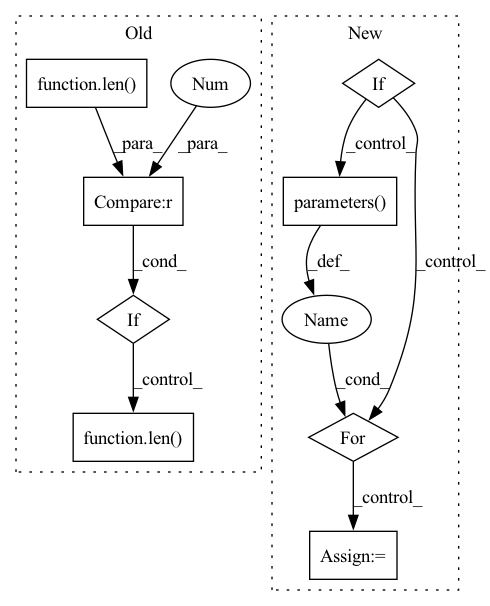 Old
New
function.len()
Num
If
_para_
_para_
_control_
Compare:r
parameters()
_cond_
_def_
_control_
If
Name
_control_
_cond_
function.len()
For
_control_
Assign:=